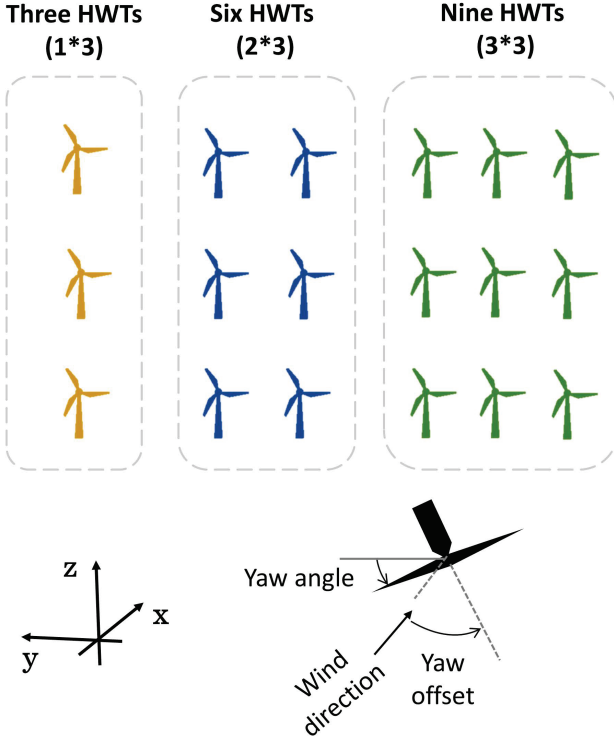 Three HWTs
(1*3)
Six HWTs
(2*3)
Nine HWTs
(3*3)
z
x
y
Yaw angle
Wind
direction
Yaw
offset